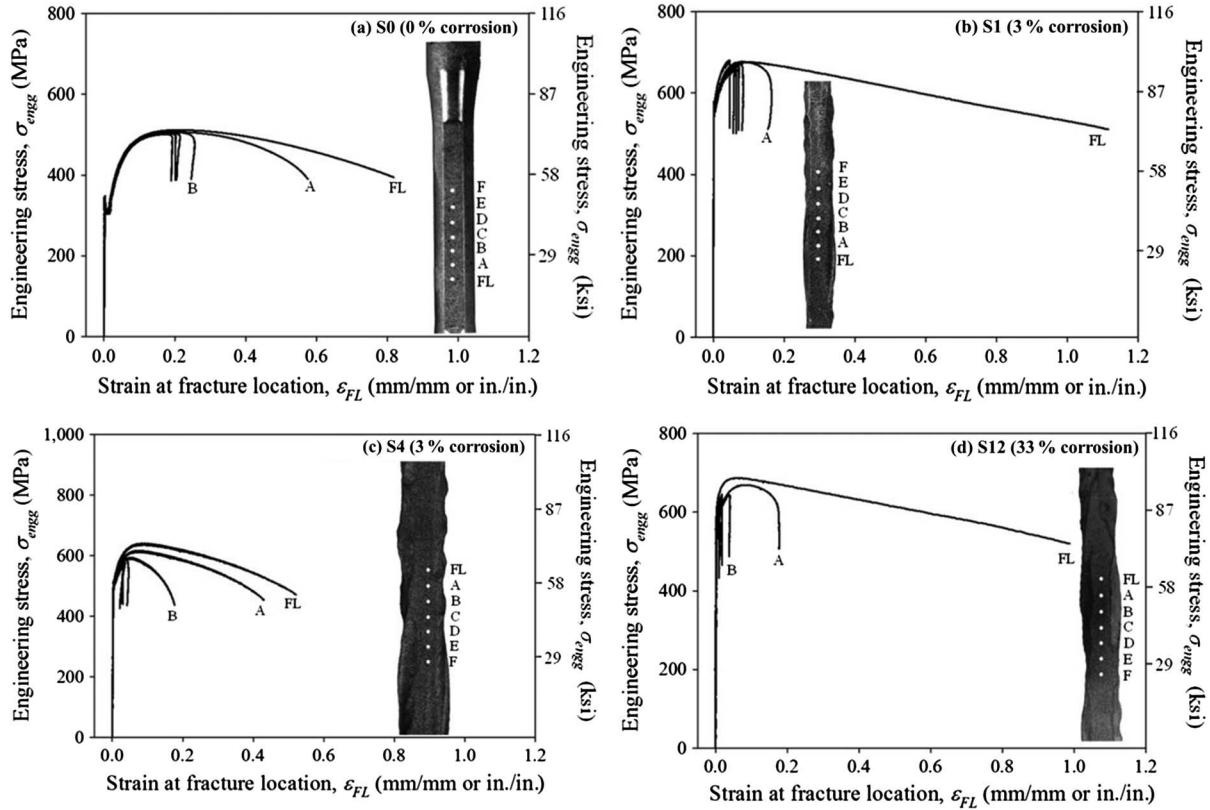 (a) S0 (0 % corrosion)
Engineering stress, σengg (MPa)
800
600
400
200
0
116
87
58
29
Engineering stress, σengg (ksi)
B
A
FL
F
E
D
C
B
A
FL
0.0 0.2 0.4 0.6 0.8 1.0 1.2
Strain at fracture location, εFL (mm/mm or in./in.)
(b) S1 (3 % corrosion)
Engineering stress, σengg (MPa)
800
600
400
200
0
116
87
58
29
Engineering stress, σengg (ksi)
A
FL
F
E
D
C
B
A
FL
0.0 0.2 0.4 0.6 0.8 1.0 1.2
Strain at fracture location, εFL (mm/mm or in./in.)
(c) S4 (3 % corrosion)
Engineering stress, σengg (MPa)
1,000
800
600
400
200
0
116
87
58
29
Engineering stress, σengg (ksi)
B
A
FL
FL
A
B
C
D
E
F
0.0 0.2 0.4 0.6 0.8 1.0 1.2
Strain at fracture location, εFL (mm/mm or in./in.)
(d) S12 (33 % corrosion)
Engineering stress, σengg (MPa)
800
600
400
200
0
116
87
58
29
Engineering stress, σengg (ksi)
B
A
FL
FL
A
B
C
D
E
F
0.0 0.2 0.4 0.6 0.8 1.0 1.2
Strain at fracture location, εFL (mm/mm or in./in.)